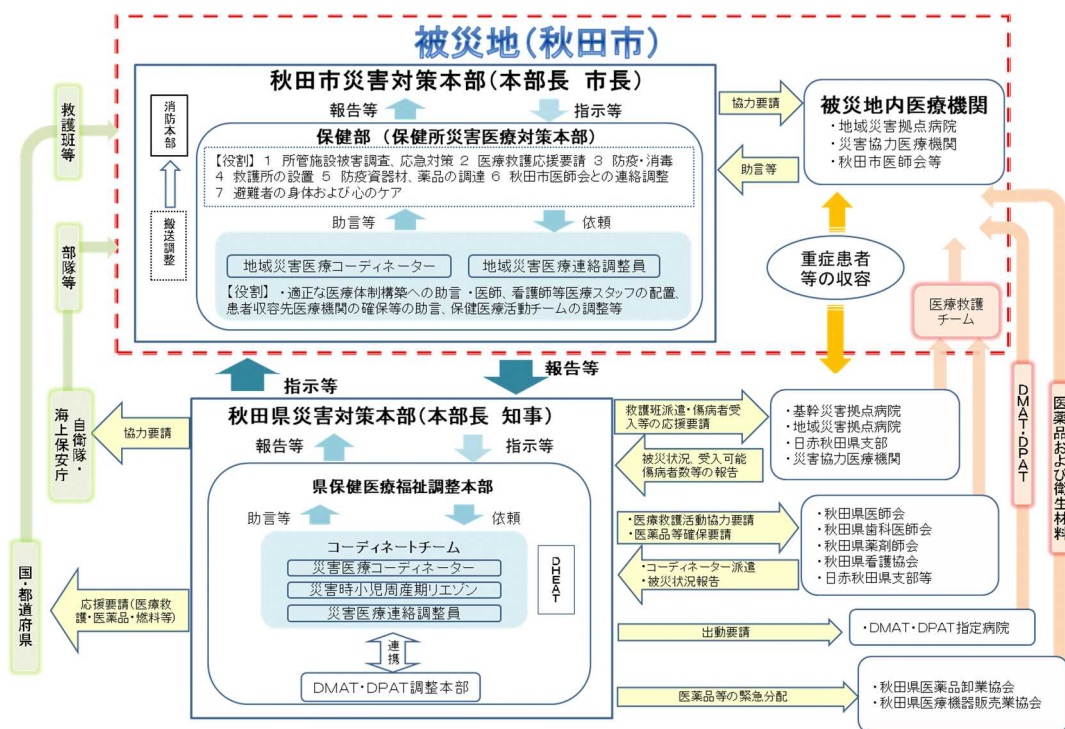 被災地(秋田市)
秋田市災害対策本部(本部長 市長)
報告等
指示等
消防本部
搬送調整
保健部 (保健所災害医療対策本部)
【役割】 1 所管施設被害調査、応急対策 2 医療救護応援要請 3 防疫・消毒
4 救護所の設置 5 防疫資器材、薬品の調達 6 秋田市医師会との連絡調整
7 避難者の身体および心のケア
助言等
依頼
地域災害医療コーディネーター
地域災害医療連絡調整員
【役割】 ・適正な医療体制構築への助言 ・医師、看護師等医療スタッフの配置、
患者収容先医療機関の確保等の助言、保健医療活動チームの調整等
協力要請
助言等
被災地内医療機関
・地域災害拠点病院
・災害協力医療機関
・秋田市医師会等
重症患者
等の収容
医療救護
チーム
救護班等
部隊等
自衛隊・
海上保安庁
国・都道府県
指示等
報告等
秋田県災害対策本部(本部長 知事)
報告等
指示等
県保健医療福祉調整本部
助言等
依頼
コーディネートチーム
災害医療コーディネーター
災害時小児周産期リエゾン
災害医療連絡調整員
DHEAT
連携
DMAT・DPAT調整本部
協力要請
応援要請(医療救
護・医薬品・燃料等)
救護班派遣・傷病者受
入等の応援要請
被災状況、受入可能
傷病者数等の報告
・基幹災害拠点病院
・地域災害拠点病院
・日赤秋田県支部
・災害協力医療機関
・医療救護活動協力要請
・医薬品等確保要請
・コーディネーター派遣
・被災状況報告
・秋田県医師会
・秋田県歯科医師会
・秋田県薬剤師会
・秋田県看護協会
・日赤秋田県支部等
出動要請
・DMAT・DPAT指定病院
医薬品等の緊急分配
・秋田県医薬品卸業協会
・秋田県医療機器販売業協会
DMAT・DPAT
医薬品および衛生材料